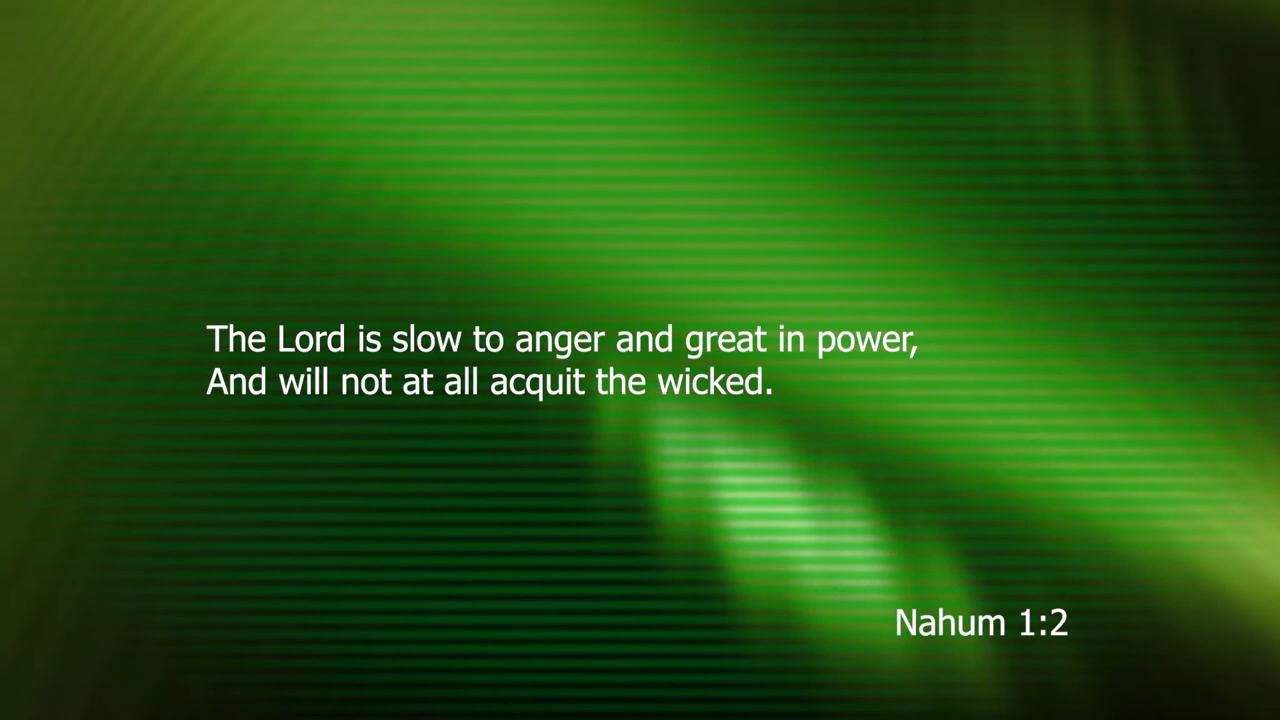 The Lord is slow to anger and great in power,
And will not at all acquit the wicked.
Nahum 1:2